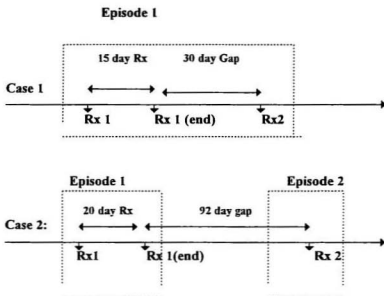 Episode 1
15 day Rx 30 day Gap
Case 1
Rx 1 Rx 1 (end) Rx2
Episode 1 Episode 2
20 day Rx 92 day gap
Case 2:
Rx1 Rx 1(end) Rx 2